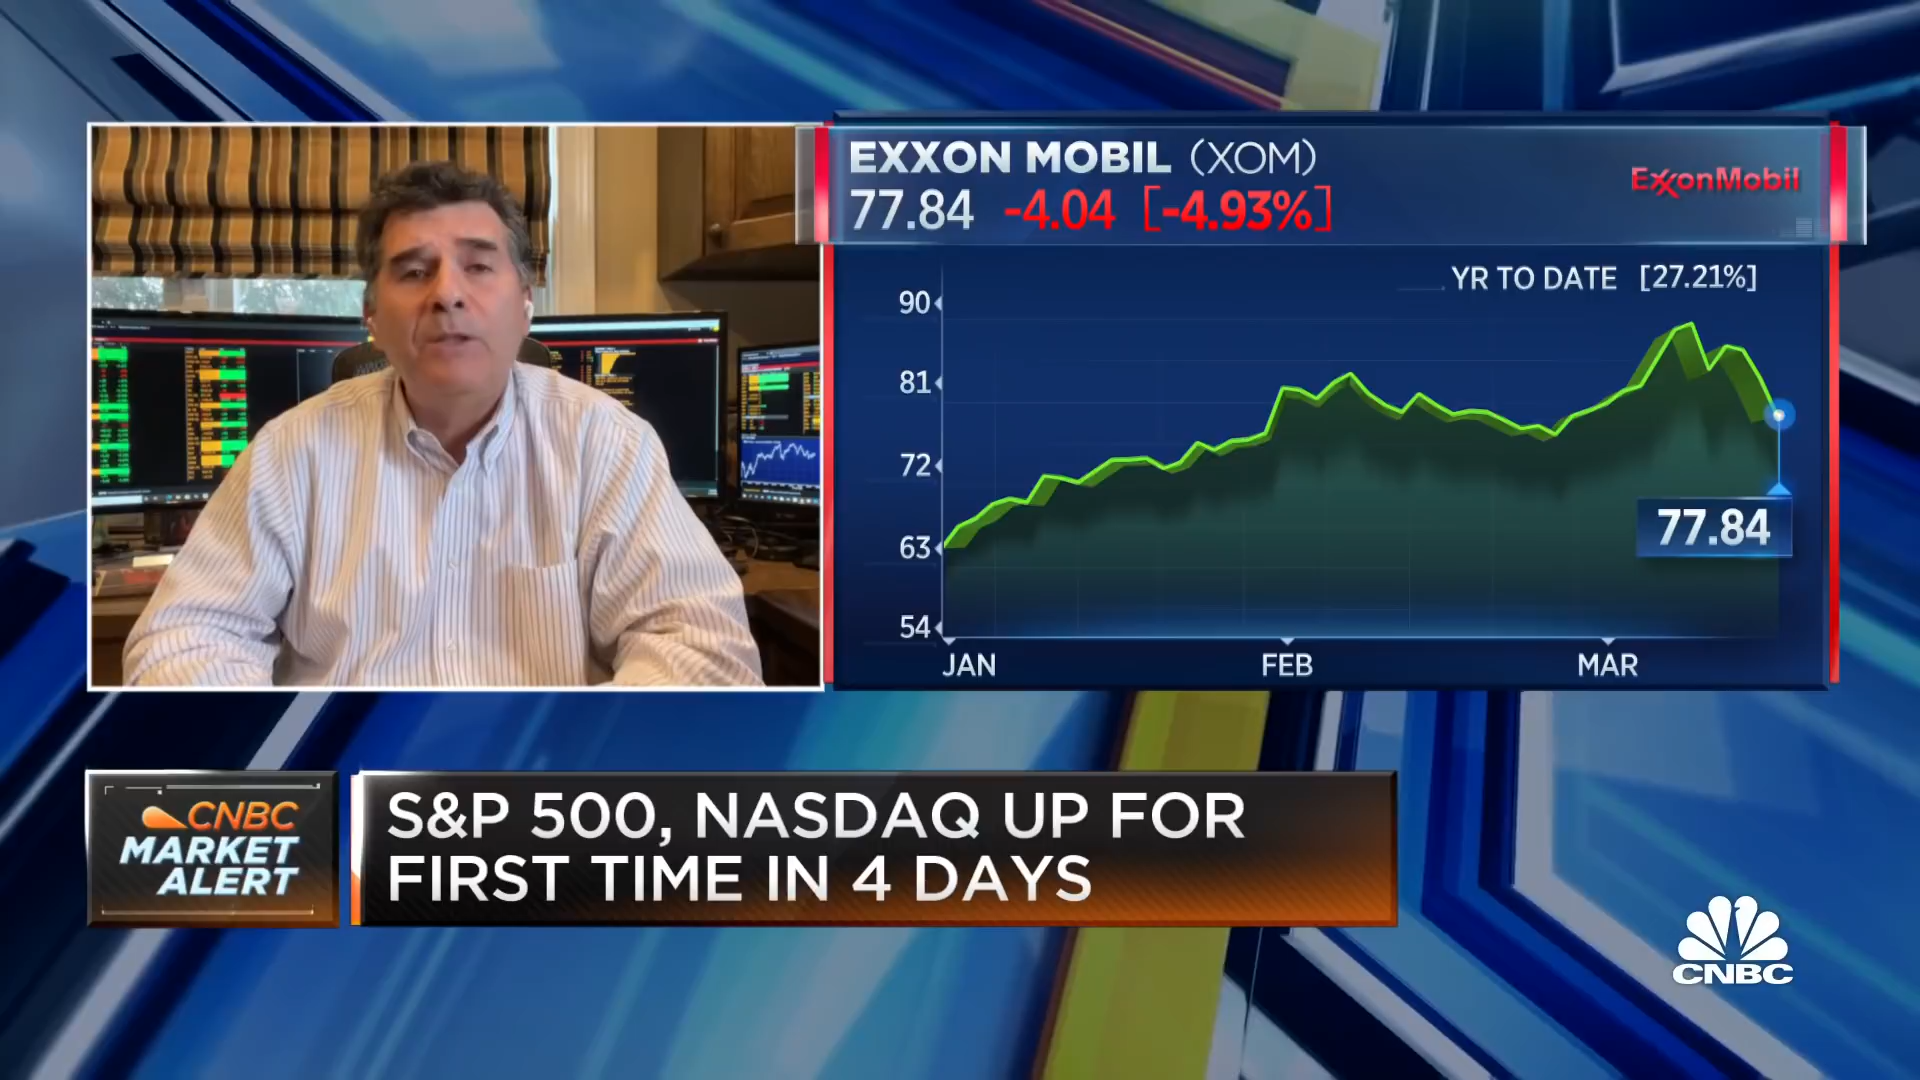 EXXON MOBIL (XOM)
77.84 -4.04 [-4.93%]
ExxonMobil
YR TO DATE [27.21%]
90
81
72
63
54
77.84
JAN FEB MAR
CNBC
MARKET
ALERT
S&P 500, NASDAQ UP FOR
FIRST TIME IN 4 DAYS
CNBC